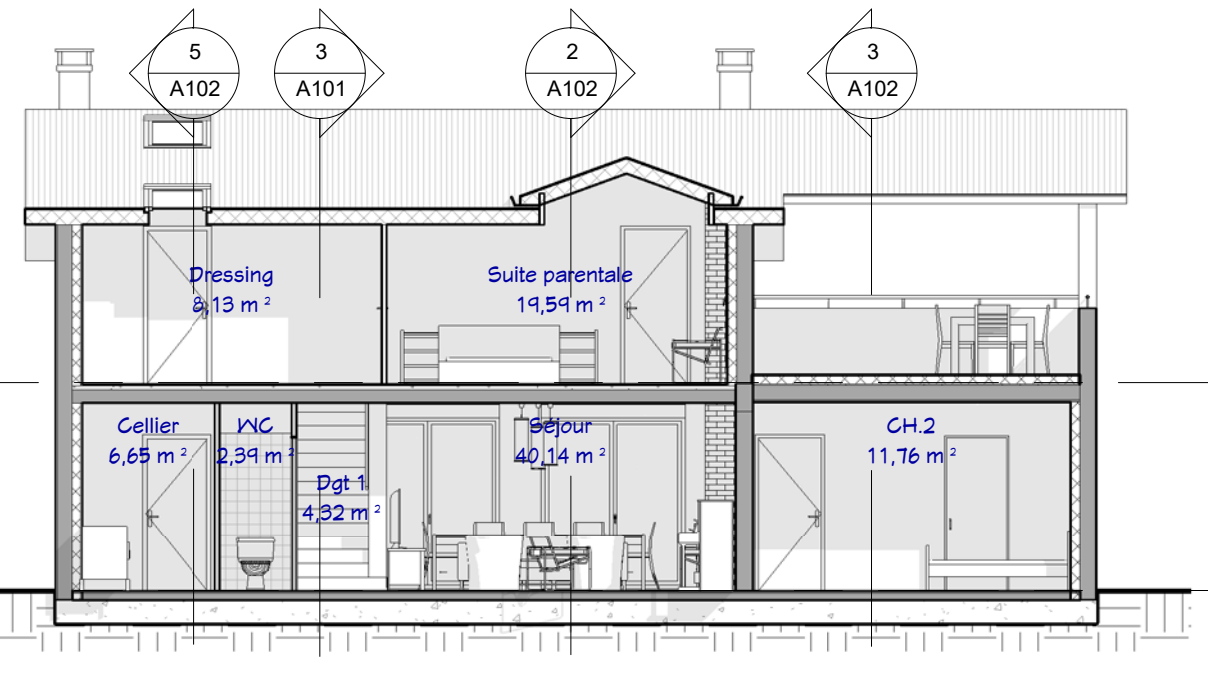 5
A102
3
A101
2
A102
3
A102
Dressing
8,13 m ²
Suite parentale
19,59 m ²
Cellier
6,65 m ²
WC
2,39 m ²
Dgt 1
4,32 m ²
Séjour
40,14 m ²
CH.2
11,76 m ²